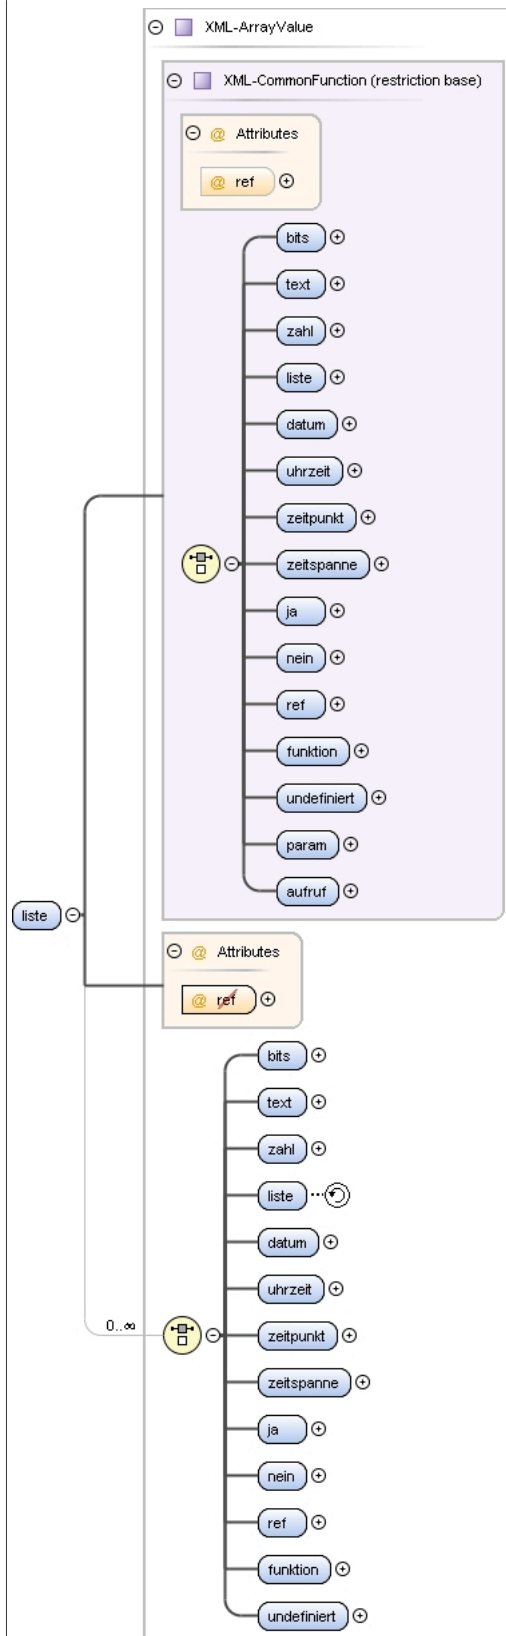 XML-ArrayValue
XML-CommonFunction (restriction base)
@ Attributes
@ ref
bits
text
zahl
liste
datum
uhrzeit
zeitpunkt
zeitspanne
ja
nein
ref
funktion
undefiniert
param
aufruf
liste
@ Attributes
@ ref
bits
text
zahl
liste
datum
uhrzeit
0..∞
zeitpunkt
zeitspanne
ja
nein
ref
funktion
undefiniert